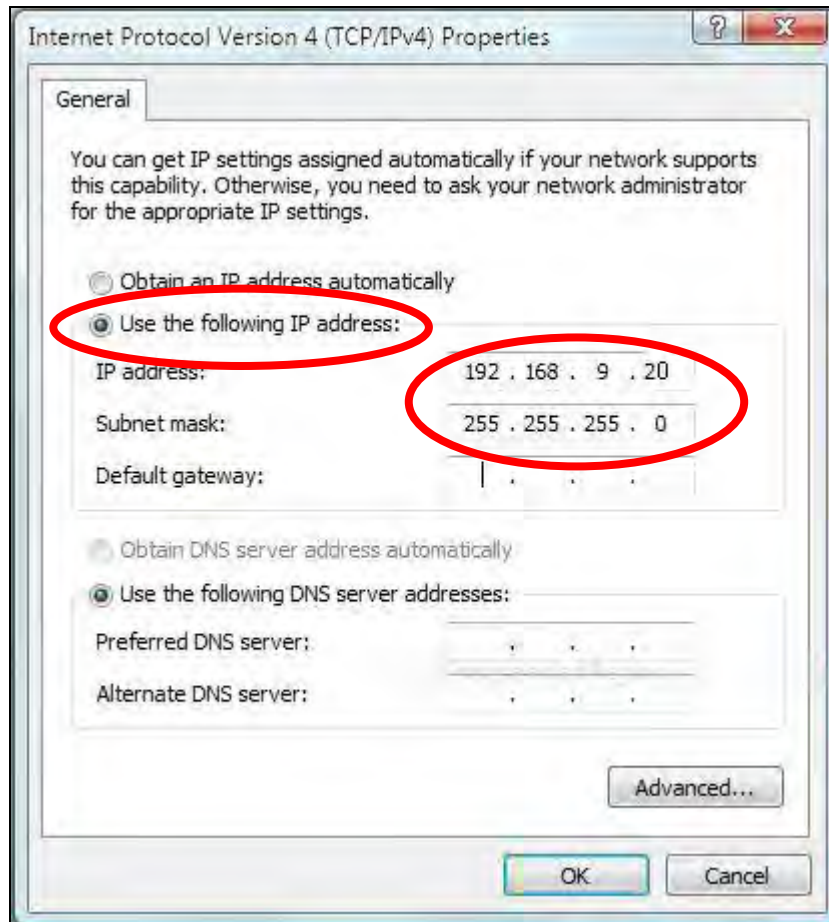 Internet Protocol Version 4 (TCP/IPv4) Properties
General
You can get IP settings assigned automatically if your network supports
this capability. Otherwise, you need to ask your network administrator
for the appropriate IP settings.
Obtain an IP address automatically
Use the following IP address:
IP address: 192 . 168 . 9 . 20
Subnet mask: 255 . 255 . 255 . 0
Default gateway: . . .
Obtain DNS server address automatically
Use the following DNS server addresses:
Preferred DNS server: . . .
Alternate DNS server: . . .
Advanced...
OK Cancel